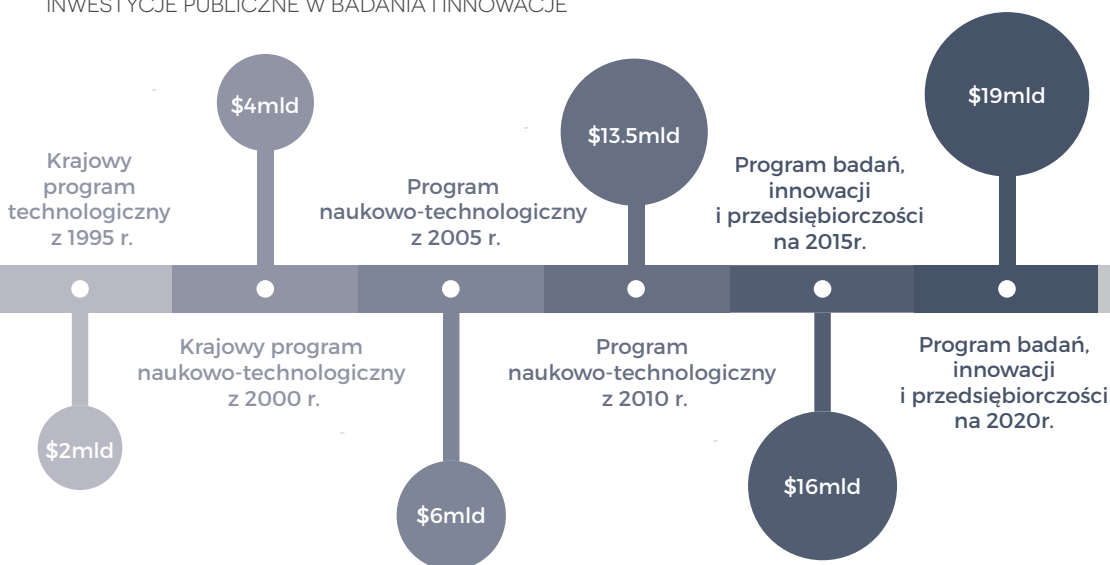 INWESTYCJE PUBLICZNE W BADANIA I INNOWACJE
$4mld
$13.5mld
$19mld
Krajowy
program
technologiczny
z 1995 r.
Program
naukowo-technologiczny
z 2005 r.
Program badań,
innowacji
i przedsiębiorczości
na 2015r.
Krajowy program
naukowo-technologiczny
z 2000 r.
Program
naukowo-technologiczny
z 2010 r.
Program badań,
innowacji
i przedsiębiorczości
na 2020r.
$2mld
$6mld
$16mld